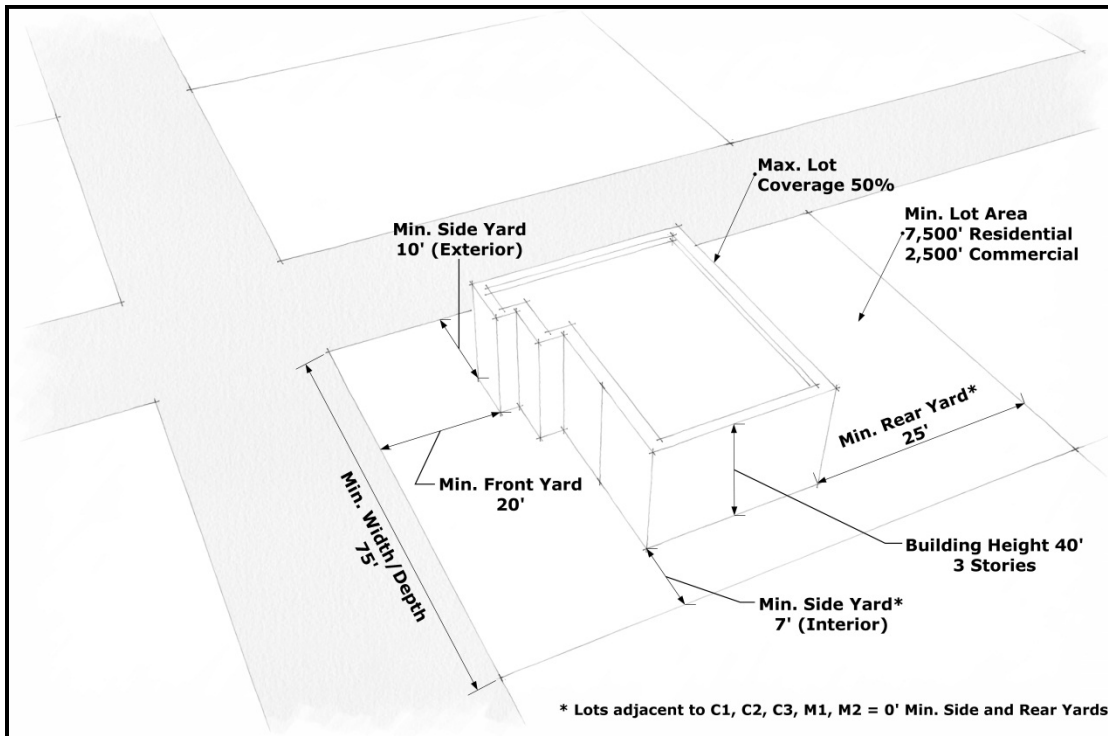 Max. Lot
Coverage 50%
Min. Lot Area
7,500' Residential
2,500' Commercial
Min. Side Yard
10' (Exterior)
Min. Rear Yard*
25'
Min. Front Yard
20'
Min. Width/Depth
75'
Building Height 40'
3 Stories
Min. Side Yard*
7' (Interior)
* Lots adjacent to C1, C2, C3, M1, M2 = 0' Min. Side and Rear Yards